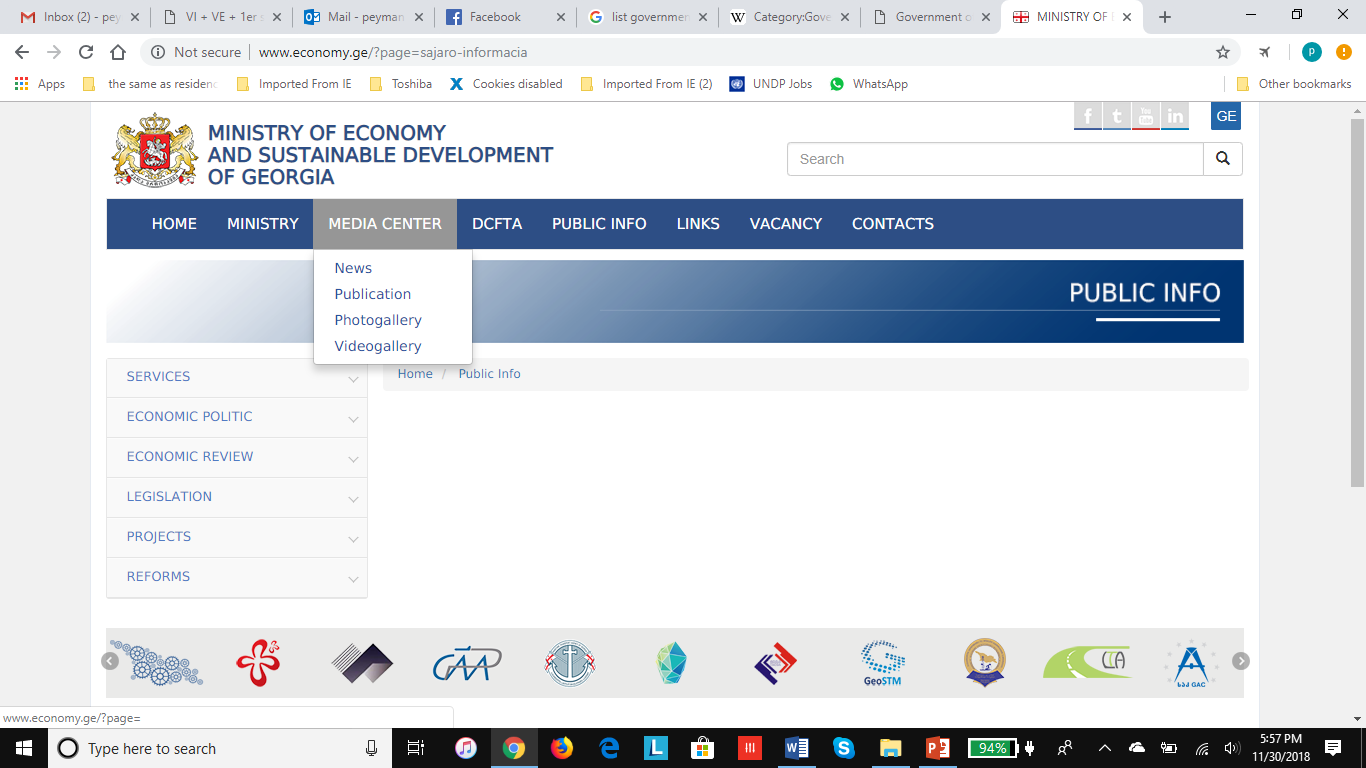 Inbox (2) - pey
VI + VE + 1er s
Mail - peyman
Facebook
list governmen
Category:Gove
Government o
MINISTRY OF
Not secure
www.economy.ge/?page=sajaro-informacia
P
Apps
the same as residenc
Imported From IE
Toshiba
Cookies disabled
Imported From IE (2)
UNDP Jobs
WhatsApp
Other bookmarks
MINISTRY OF ECONOMY
AND SUSTAINABLE DEVELOPMENT
OF GEORGIA
GE
Search
HOME
MINISTRY
MEDIA CENTER
DCFTA
PUBLIC INFO
LINKS
VACANCY
CONTACTS
News
Publication
Photogallery
Videogallery
PUBLIC INFO
SERVICES
ECONOMIC POLITIC
ECONOMIC REVIEW
LEGISLATION
PROJECTS
REFORMS
Home / Public Info
GeoSTM
CCA
სპს GAC
www.economy.ge/?page=
Type here to search
94%
5:57 PM
11/30/2018